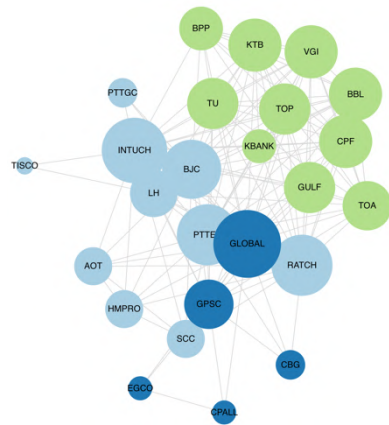 BPP
KTB
VGI
PTTGC
TU
TOP
BBL
INTUCH
KBANK
CPF
TISCO
BJC
LH
GULF
TOA
PTTE
GLOBAL
AOT
RATCH
HMPRO
GPSC
SCC
CBG
EGCO
CPALL